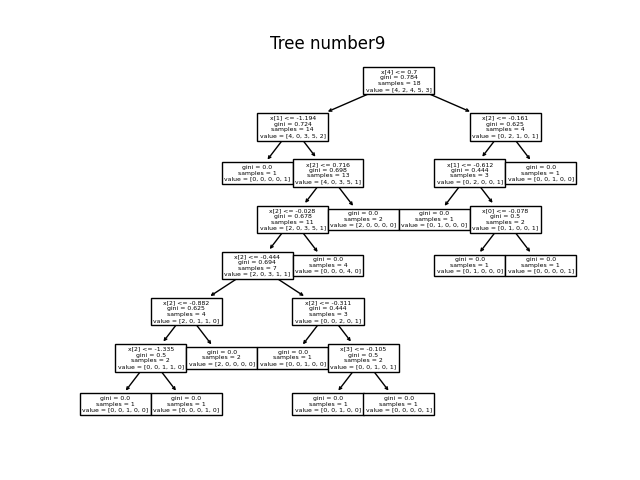 Tree number9
x[4] <= 0.7
gini = 0.784
samples = 18
value = [4, 2, 4, 5, 3]
x[1] <= -1.194
gini = 0.724
samples = 14
value = [4, 0, 3, 5, 2]
x[2] <= -0.161
gini = 0.625
samples = 4
value = [0, 2, 1, 0, 1]
gini = 0.0
samples = 1
value = [0, 0, 0, 0, 1]
x[2] <= 0.716
gini = 0.698
samples = 13
value = [4, 0, 3, 5, 1]
x[1] <= -0.612
gini = 0.444
samples = 3
value = [0, 2, 0, 0, 1]
gini = 0.0
samples = 1
value = [0, 0, 1, 0, 0]
x[2] <= -0.028
gini = 0.678
samples = 11
value = [2, 0, 3, 5, 1]
gini = 0.0
samples = 2
value = [2, 0, 0, 0, 0]
gini = 0.0
samples = 1
value = [0, 1, 0, 0, 0]
x[0] <= -0.078
gini = 0.5
samples = 2
value = [0, 1, 0, 0, 1]
x[2] <= -0.444
gini = 0.694
samples = 7
value = [2, 0, 3, 1, 1]
gini = 0.0
samples = 4
value = [0, 0, 0, 4, 0]
gini = 0.0
samples = 1
value = [0, 1, 0, 0, 0]
gini = 0.0
samples = 1
value = [0, 0, 0, 0, 1]
x[2] <= -0.882
gini = 0.625
samples = 4
value = [2, 0, 1, 1, 0]
x[2] <= -0.311
gini = 0.444
samples = 3
value = [0, 0, 2, 0, 1]
x[2] <= -1.335
gini = 0.5
samples = 2
value = [0, 0, 1, 1, 0]
gini = 0.0
samples = 2
value = [2, 0, 0, 0, 0]
gini = 0.0
samples = 1
value = [0, 0, 1, 0, 0]
x[3] <= -0.105
gini = 0.5
samples = 2
value = [0, 0, 1, 0, 1]
gini = 0.0
samples = 1
value = [0, 0, 1, 0, 0]
gini = 0.0
samples = 1
value = [0, 0, 0, 1, 0]
gini = 0.0
samples = 1
value = [0, 0, 1, 0, 0]
gini = 0.0
samples = 1
value = [0, 0, 0, 0, 1]